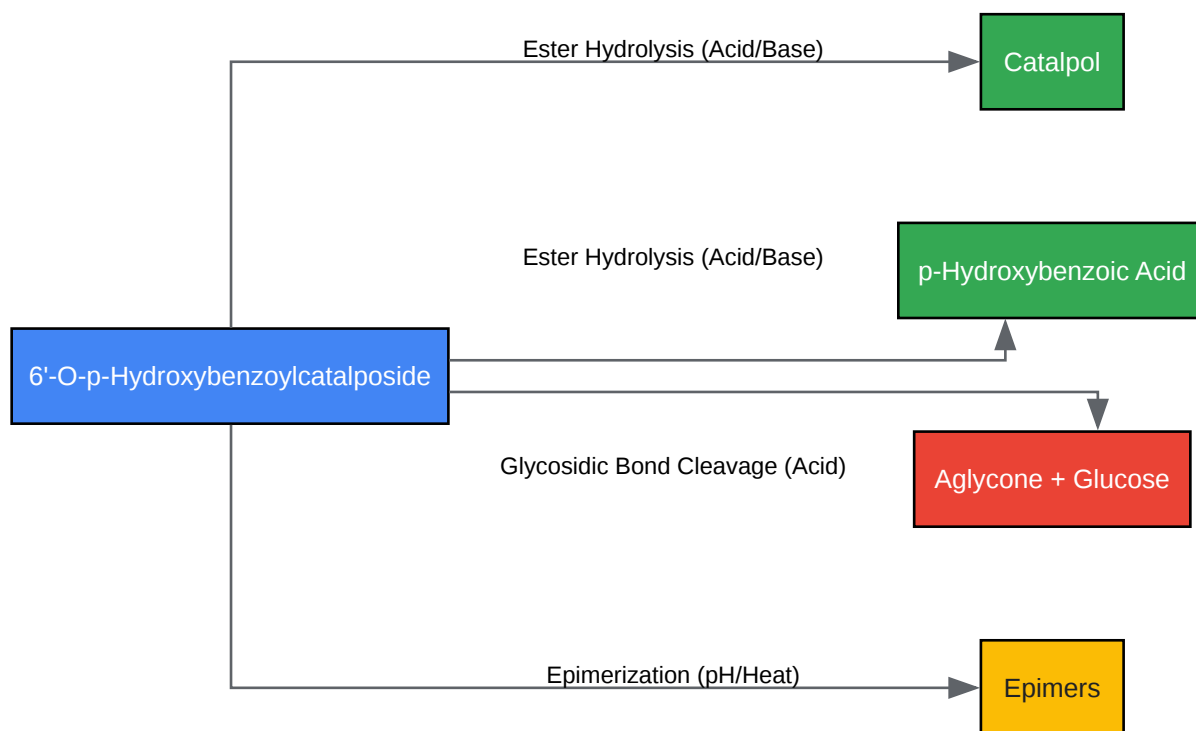 Ester Hydrolysis (Acid/Base)
Catalpol
Ester Hydrolysis (Acid/Base)
p-Hydroxybenzoic Acid
6'-O-p-Hydroxybenzoylcatalposide
Glycosidic Bond Cleavage (Acid)
Aglycone + Glucose
Epimerization (pH/Heat)
Epimers